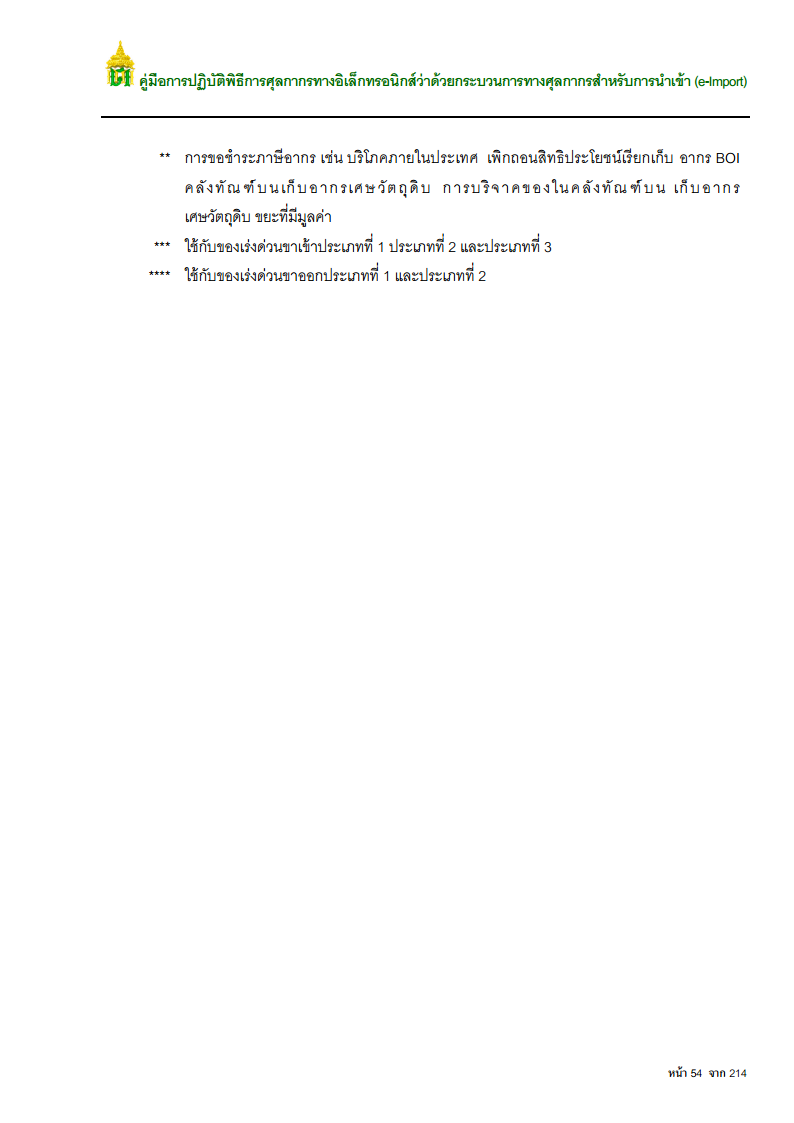 คู่มือการปฏิบัติพิธีการศุลกากรทางอิเล็กทรอนิกส์ว่าด้วยกระบวนการทางศุลกากรสำหรับการนำเข้า (e-Import)
** การขอชำระภาษีอากร เช่น บริโภคภายในประเทศ เพิกถอนสิทธิประโยชน์เรียกเก็บ อากร BOI
คลังทัณฑ์บนเก็บอากรเศษวัตถุดิบ การบริจาคของในคลังทัณฑ์บน เก็บอากร
เศษวัตถุดิบ ขยะที่มีมูลค่า
*** ใช้กับของเร่งด่วนขาเข้าประเภทที่ 1 ประเภทที่ 2 และประเภทที่ 3
**** ใช้กับของเร่งด่วนขาออกประเภทที่ 1 และประเภทที่ 2
หน้า 54 จาก 214